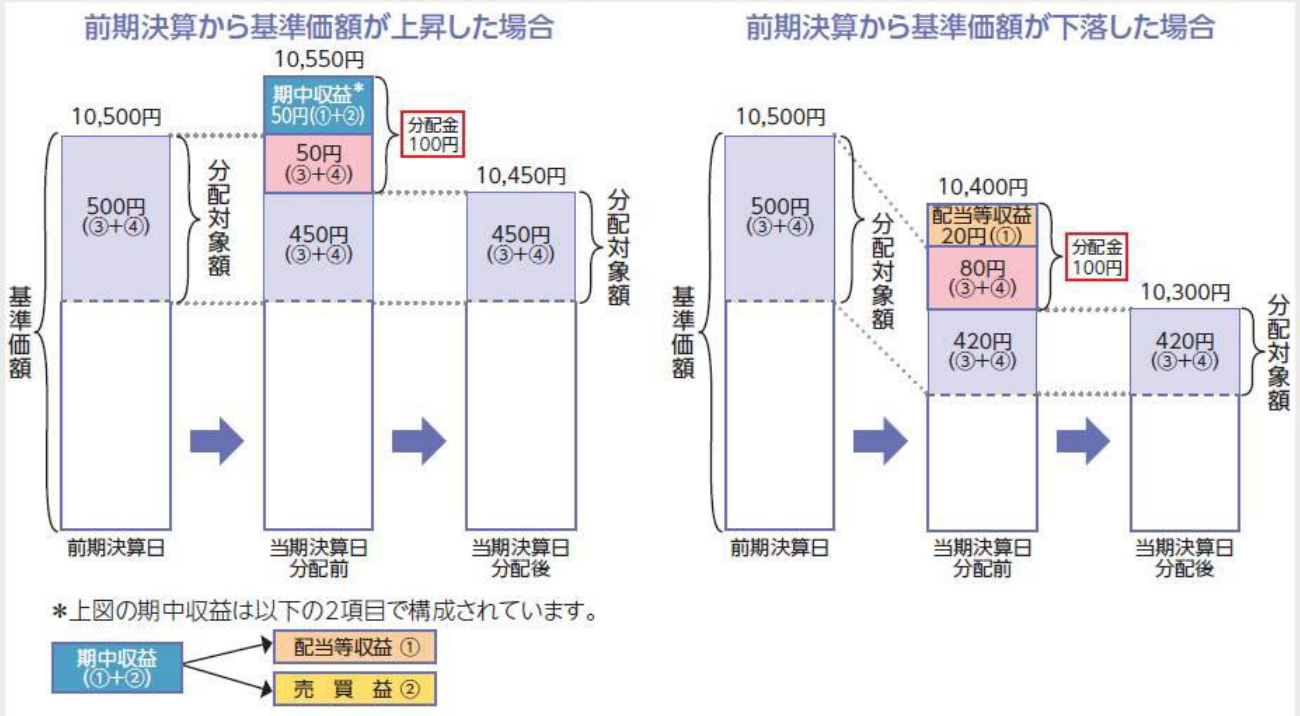 前期決算から基準価額が上昇した場合
10,500円
500円
(③+④)
分配対象額
基準価額
前期決算日
10,550円
期中収益*
50円(①+②)
50円
(③+④)
450円
(③+④)
分配金
100円
当期決算日
分配前
10,450円
450円
(③+④)
分配対象額
当期決算日
分配後
*上図の期中収益は以下の2項目で構成されています。
期中収益
(①+②)
配当等収益 ①
売 買 益 ②
前期決算から基準価額が下落した場合
10,500円
500円
(③+④)
分配対象額
基準価額
前期決算日
10,400円
配当等収益
20円(①)
80円
(③+④)
420円
(③+④)
分配金
100円
当期決算日
分配前
10,300円
420円
(③+④)
分配対象額
当期決算日
分配後